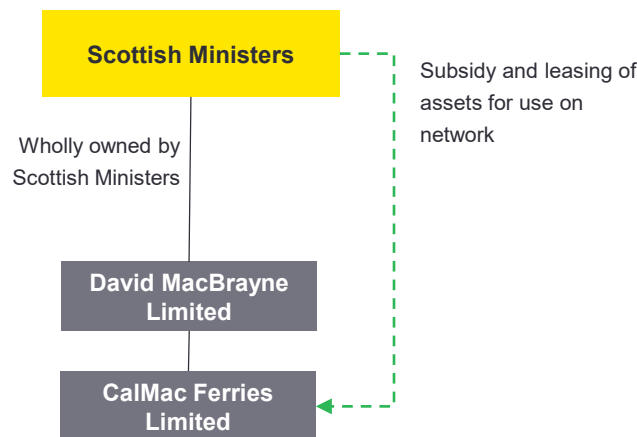 Scottish Ministers
Subsidy and leasing of
assets for use on
network
Wholly owned by
Scottish Ministers
David MacBrayne
Limited
CalMac Ferries
Limited